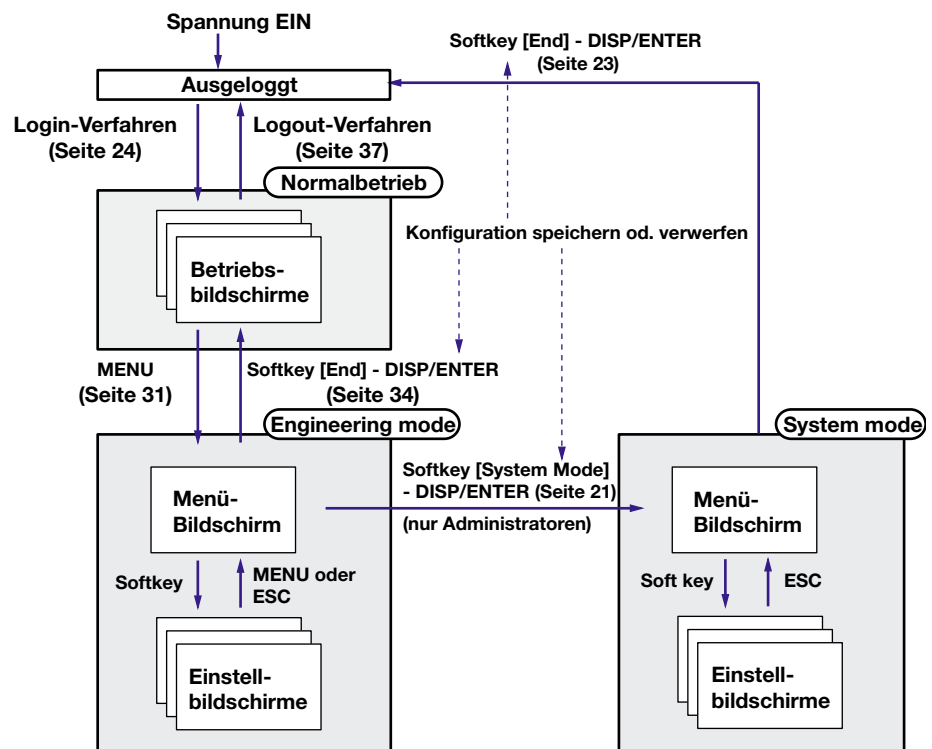 Spannung EIN
Softkey [End] - DISP/ENTER
(Seite 23)
Ausgeloggt
Login-Verfahren
(Seite 24)
Logout-Verfahren
(Seite 37)
Normalbetrieb
Konfiguration speichern od. verwerfen
Betriebs-
bildschirme
MENU
(Seite 31)
Softkey [End] - DISP/ENTER
(Seite 34)
Engineering mode
System mode
Menü-
Bildschirm
Softkey [System Mode]
- DISP/ENTER (Seite 21)
(nur Administratoren)
Menü-
Bildschirm
Softkey
MENU oder
ESC
Soft key
ESC
Einstell-
bildschirme
Einstell-
bildschirme